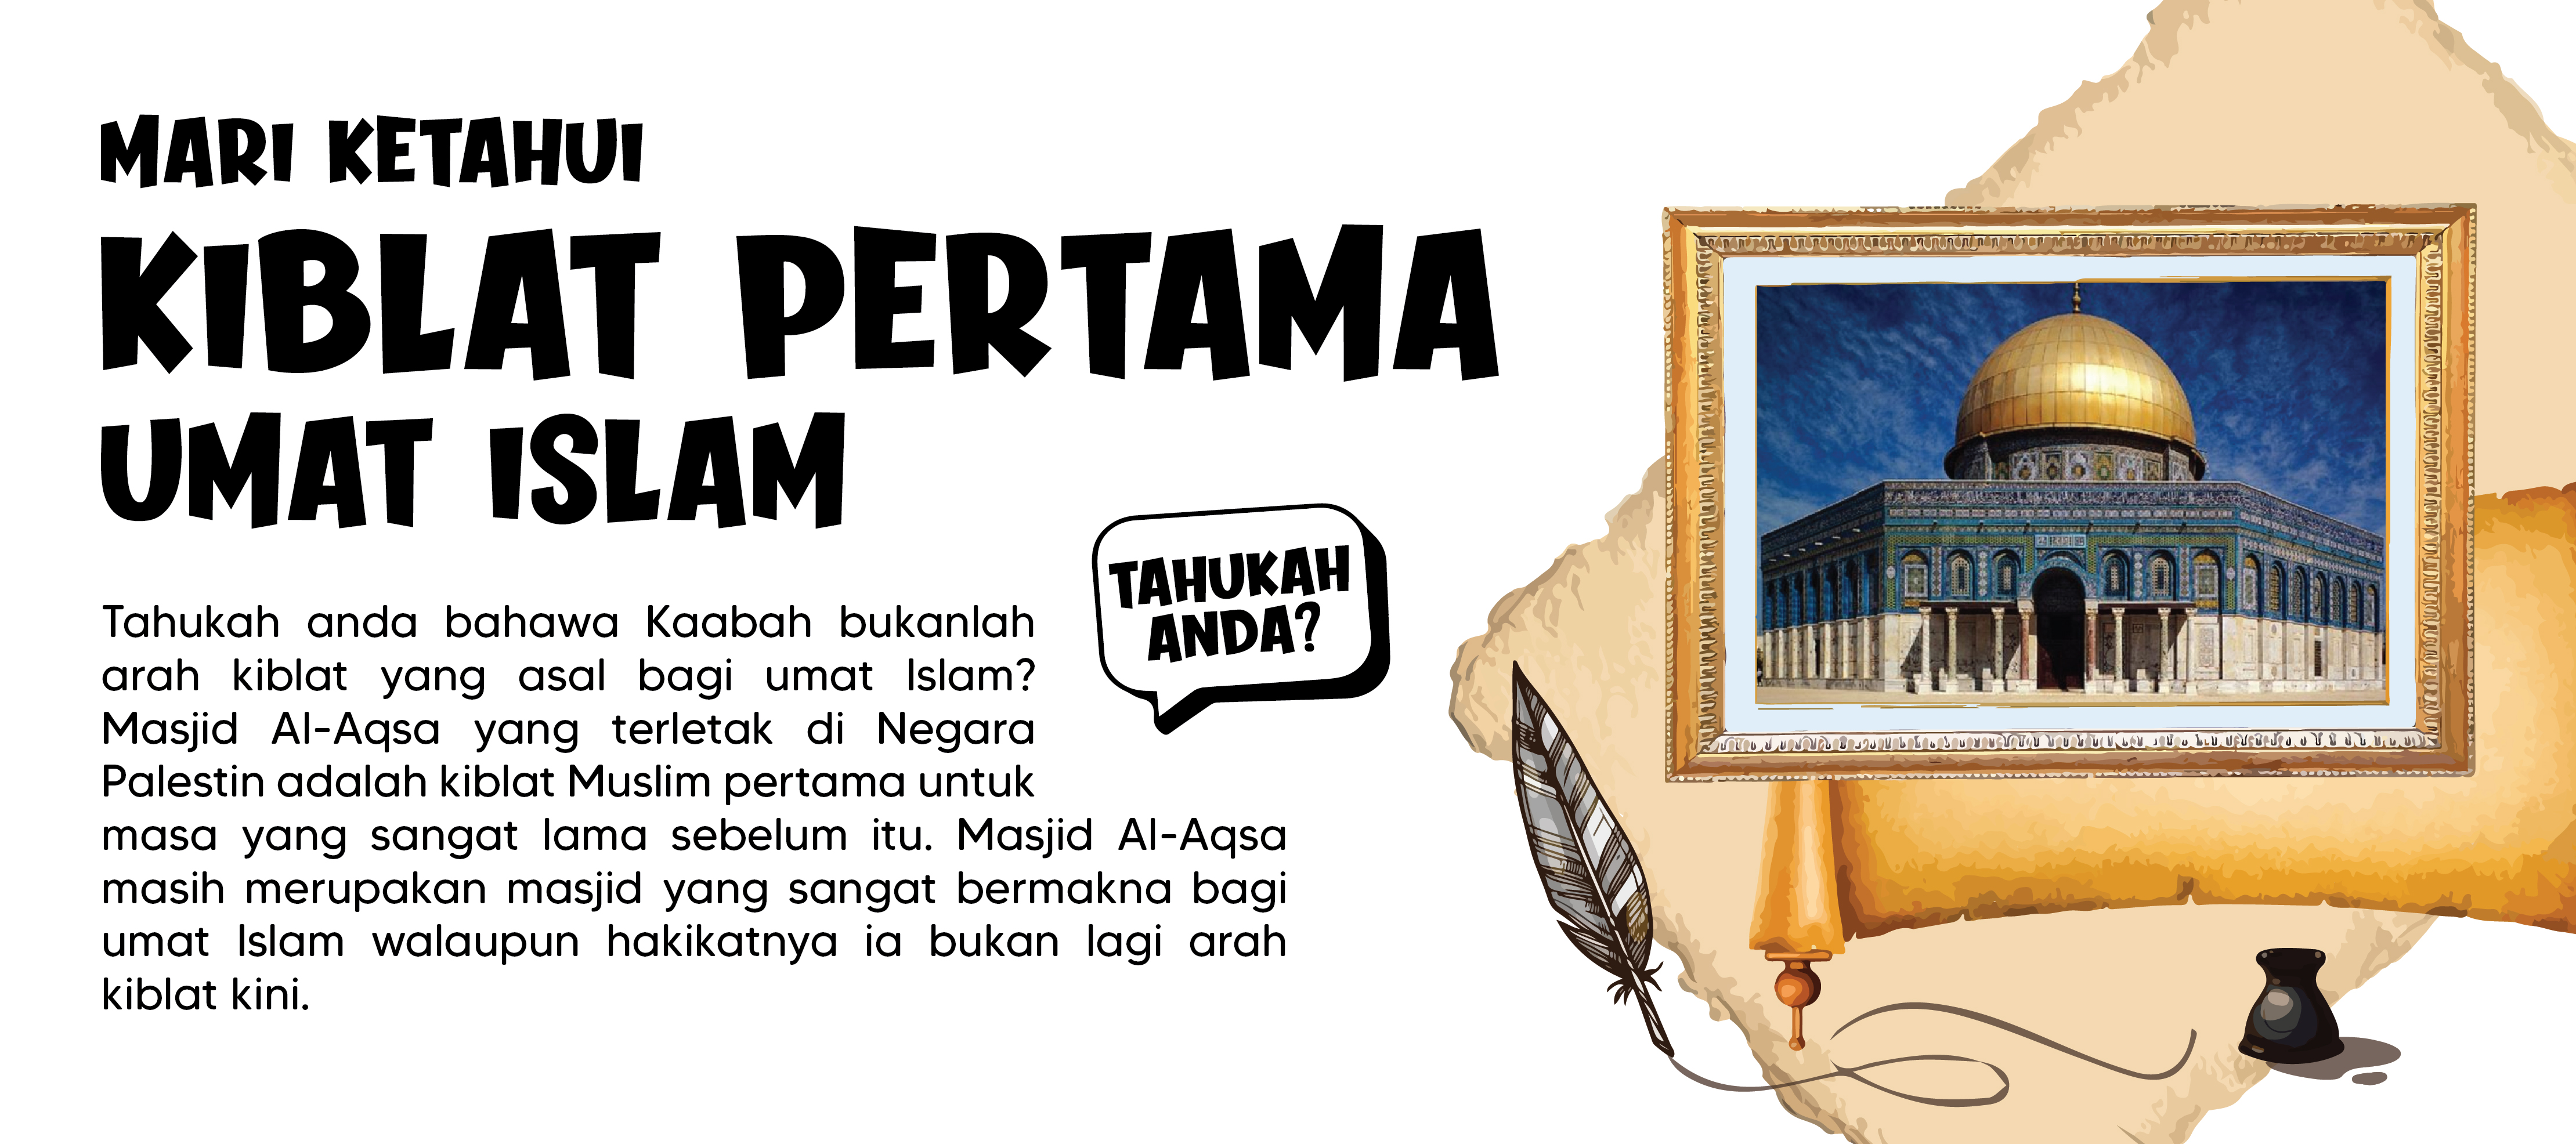 MARI KETAHUI
KIBLAT PERTAMA
UMAT ISLAM
TAHUKAH
ANDA?
Tahukah anda bahawa Kaabah bukanlah
arah kiblat yang asal bagi umat Islam?
Masjid Al-Aqsa yang terletak di Negara
Palestin adalah kiblat Muslim pertama untuk
masa yang sangat lama sebelum itu. Masjid Al-Aqsa
masih merupakan masjid yang sangat bermakna bagi
umat Islam walaupun hakikatnya ia bukan lagi arah
kiblat kini.